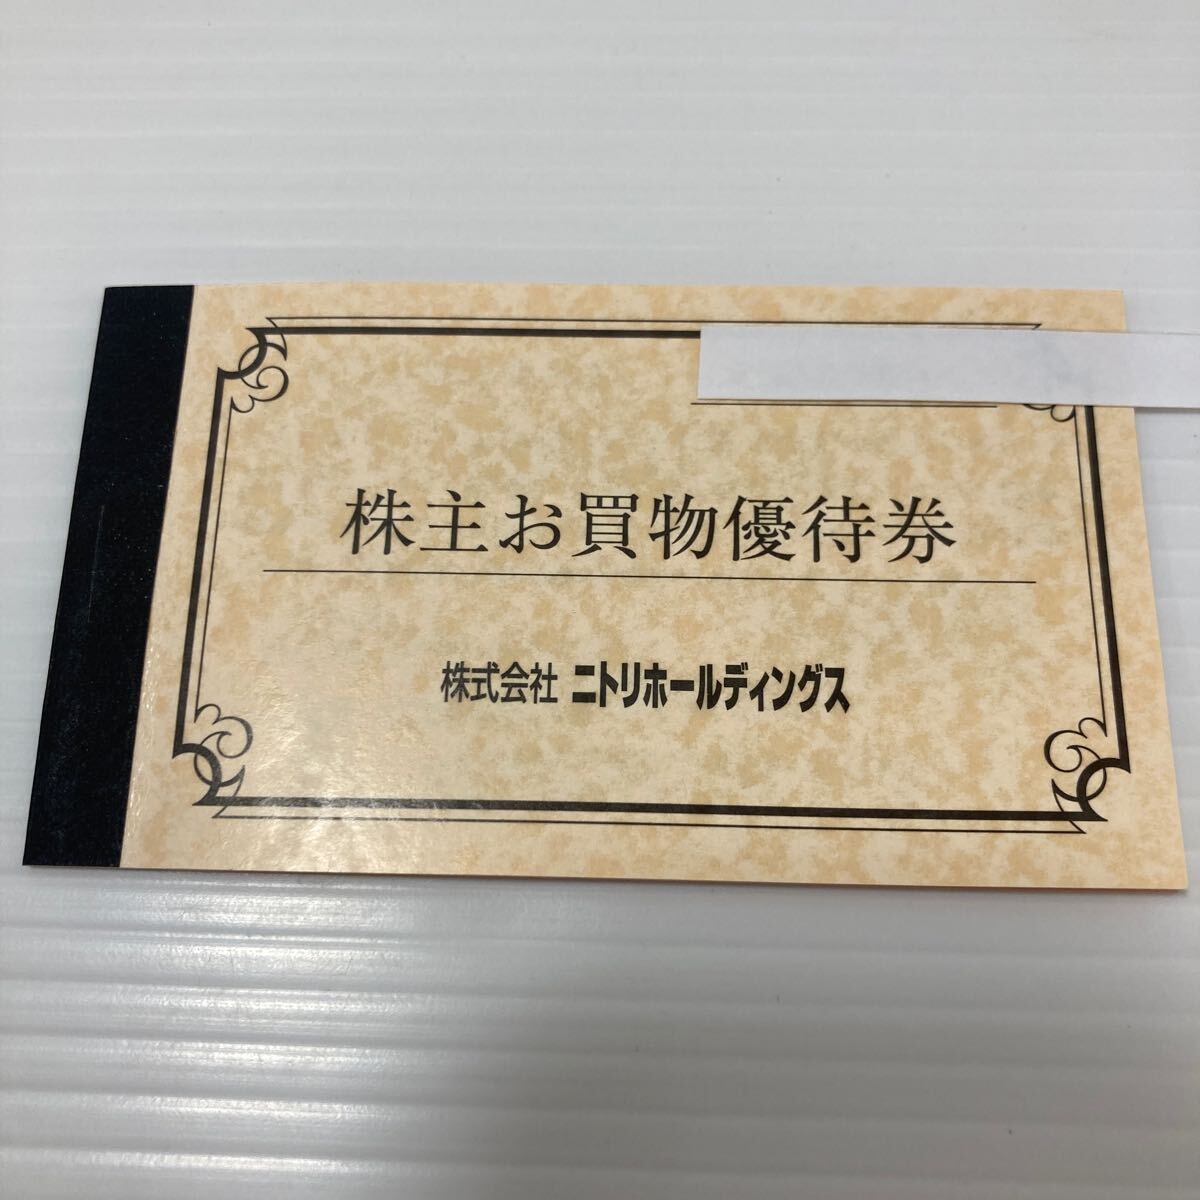 株主お買物優待券
株式会社 ニトリホールディングス